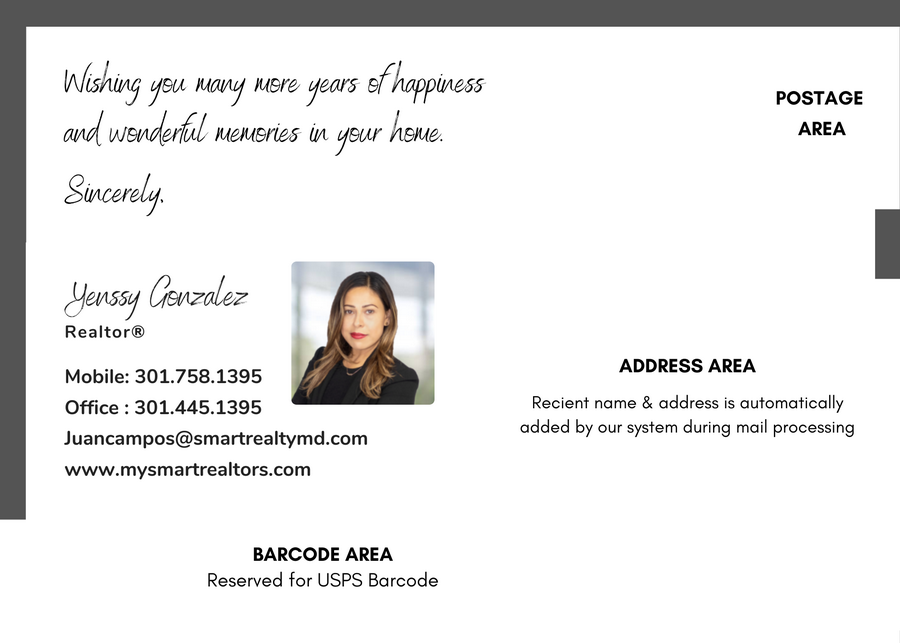 Wishing you many more years of happiness
and wonderful memories in your home.
Sincerely,
Yenssy Gonzalez
Realtor®
Mobile: 301.758.1395
Office : 301.445.1395
Juancampos@smartrealtymd.com
www.mysmartrealtors.com
POSTAGE
AREA
ADDRESS AREA
Recient name & address is automatically
added by our system during mail processing
BARCODE AREA
Reserved for USPS Barcode